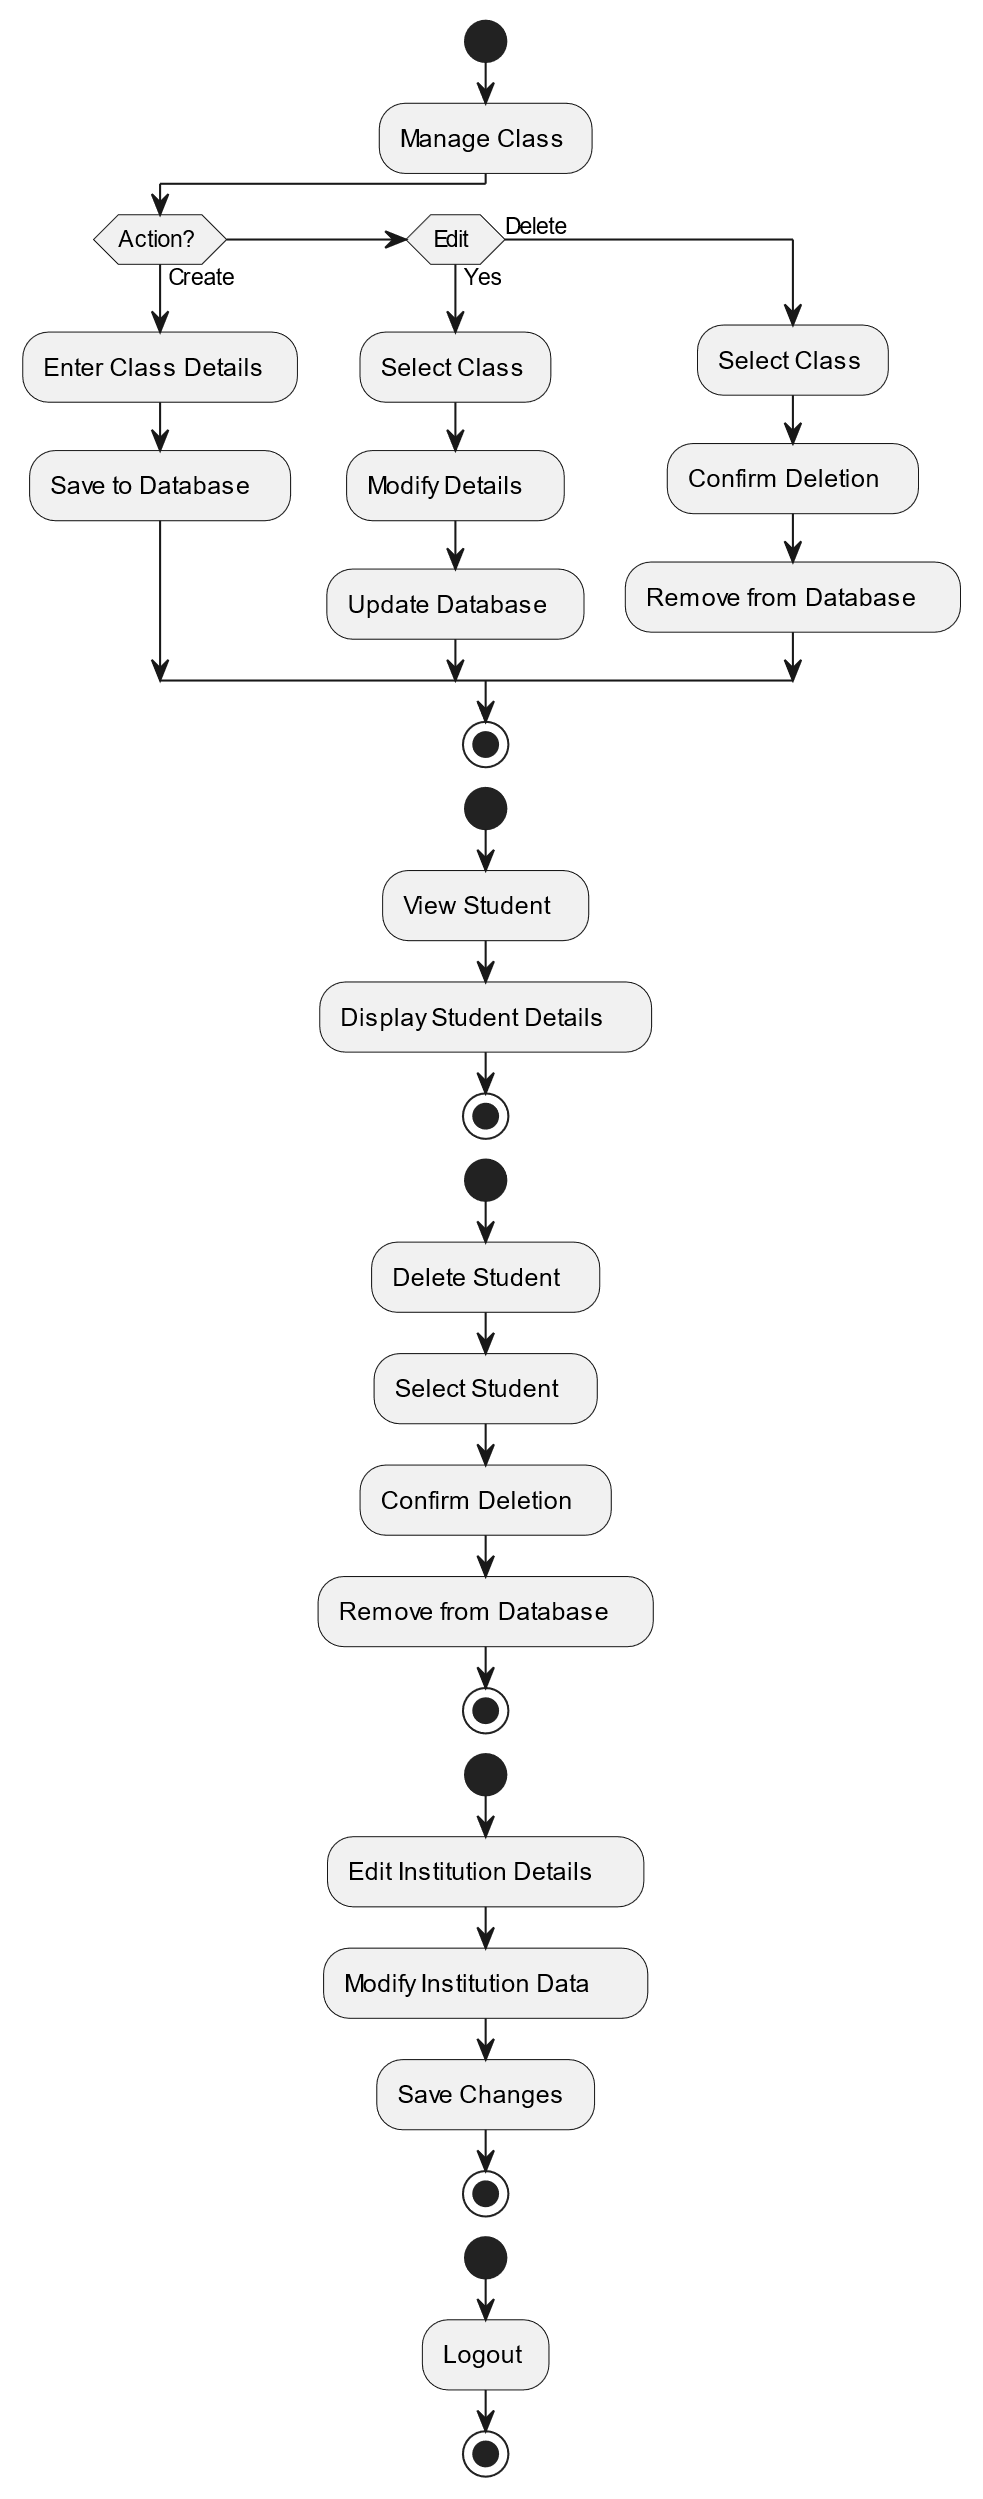 Manage Class
Action?
Edit
Delete
Create
Yes
Enter Class Details
Select Class
Select Class
Save to Database
Modify Details
Confirm Deletion
Update Database
Remove from Database
View Student
Display Student Details
Delete Student
Select Student
Confirm Deletion
Remove from Database
Edit Institution Details
Modify Institution Data
Save Changes
Logout